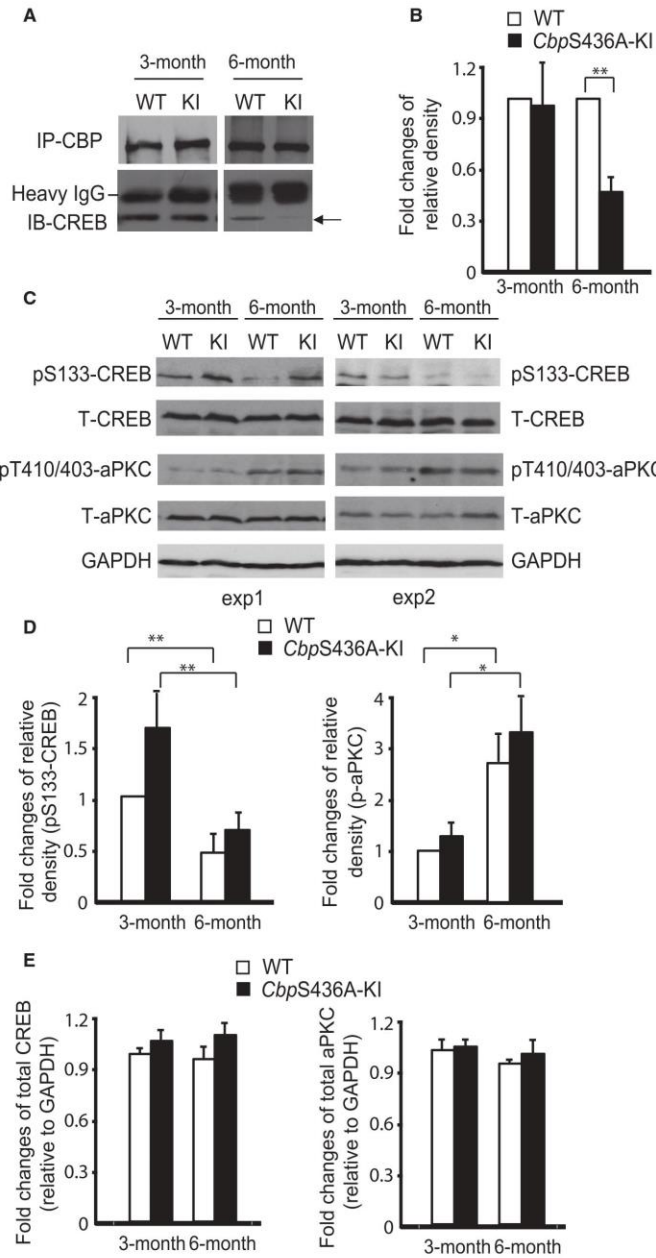 A
3-month 6-month
WT KI WT KI
IP-CBP
Heavy IgG
IB-CREB
B
WT
CbpS436A-KI
Fold changes of
relative density
1.2
0.9
0.6
0.3
0
**
3-month 6-month
C
3-month 6-month 3-month 6-month
WT KI WT KI WT KI WT KI
pS133-CREB pS133-CREB
T-CREB T-CREB
pT410/403-aPKC pT410/403-aPKC
T-aPKC T-aPKC
GAPDH GAPDH
exp1 exp2
D
WT
CbpS436A-KI
Fold changes of relative
density (pS133-CREB)
2
1.5
1
0.5
0
**
**
3-month 6-month
Fold changes of relative
density (p-aPKC)
4
2
1
0
*
*
3-month 6-month
E
WT
CbpS436A-KI
Fold changes of total CREB
(relative to GAPDH)
1.2
0.9
0.6
0.3
0
3-month 6-month
Fold changes of total aPKC
(relative to GAPDH)
1.2
0.9
0.6
0.3
0
3-month 6-month